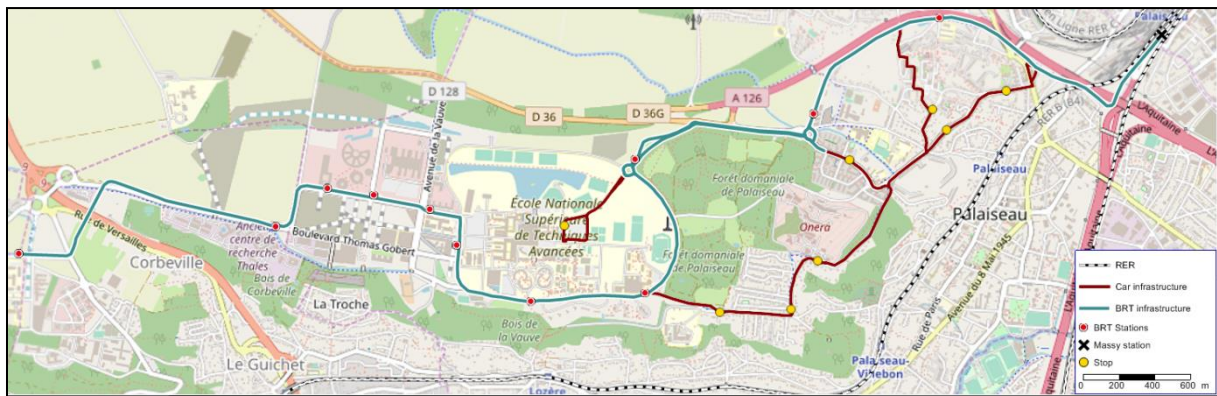 Palaiseau
en Ligne RER C
D 128
A 126
D 36G
D 36
L'Aquitaine
RER B (B4)
Avenue de la Vauve
Forêt domaniale
de Palaiseau
Palaiseau
École Nationale
Supérieure
de Techniques
Avancées
Palaiseau
Rue de Versailles
Onera
Ancien
centre de
recherche
Thales
Boulevard Thomas Gobert
Corbeville
Bois de
Corbeville
Forêt domaniale
de Palaiseau
Avenue du 8 Mai 1945
L'Aquitaine
La Troche
Rue de Paris
Bois de
la Vauve
Le Guichet
Palaiseau-
Villebon
Lozère
RER
Car infrastructure
BRT infrastructure
BRT Stations
Massy station
Stop
0 200 400 600 m